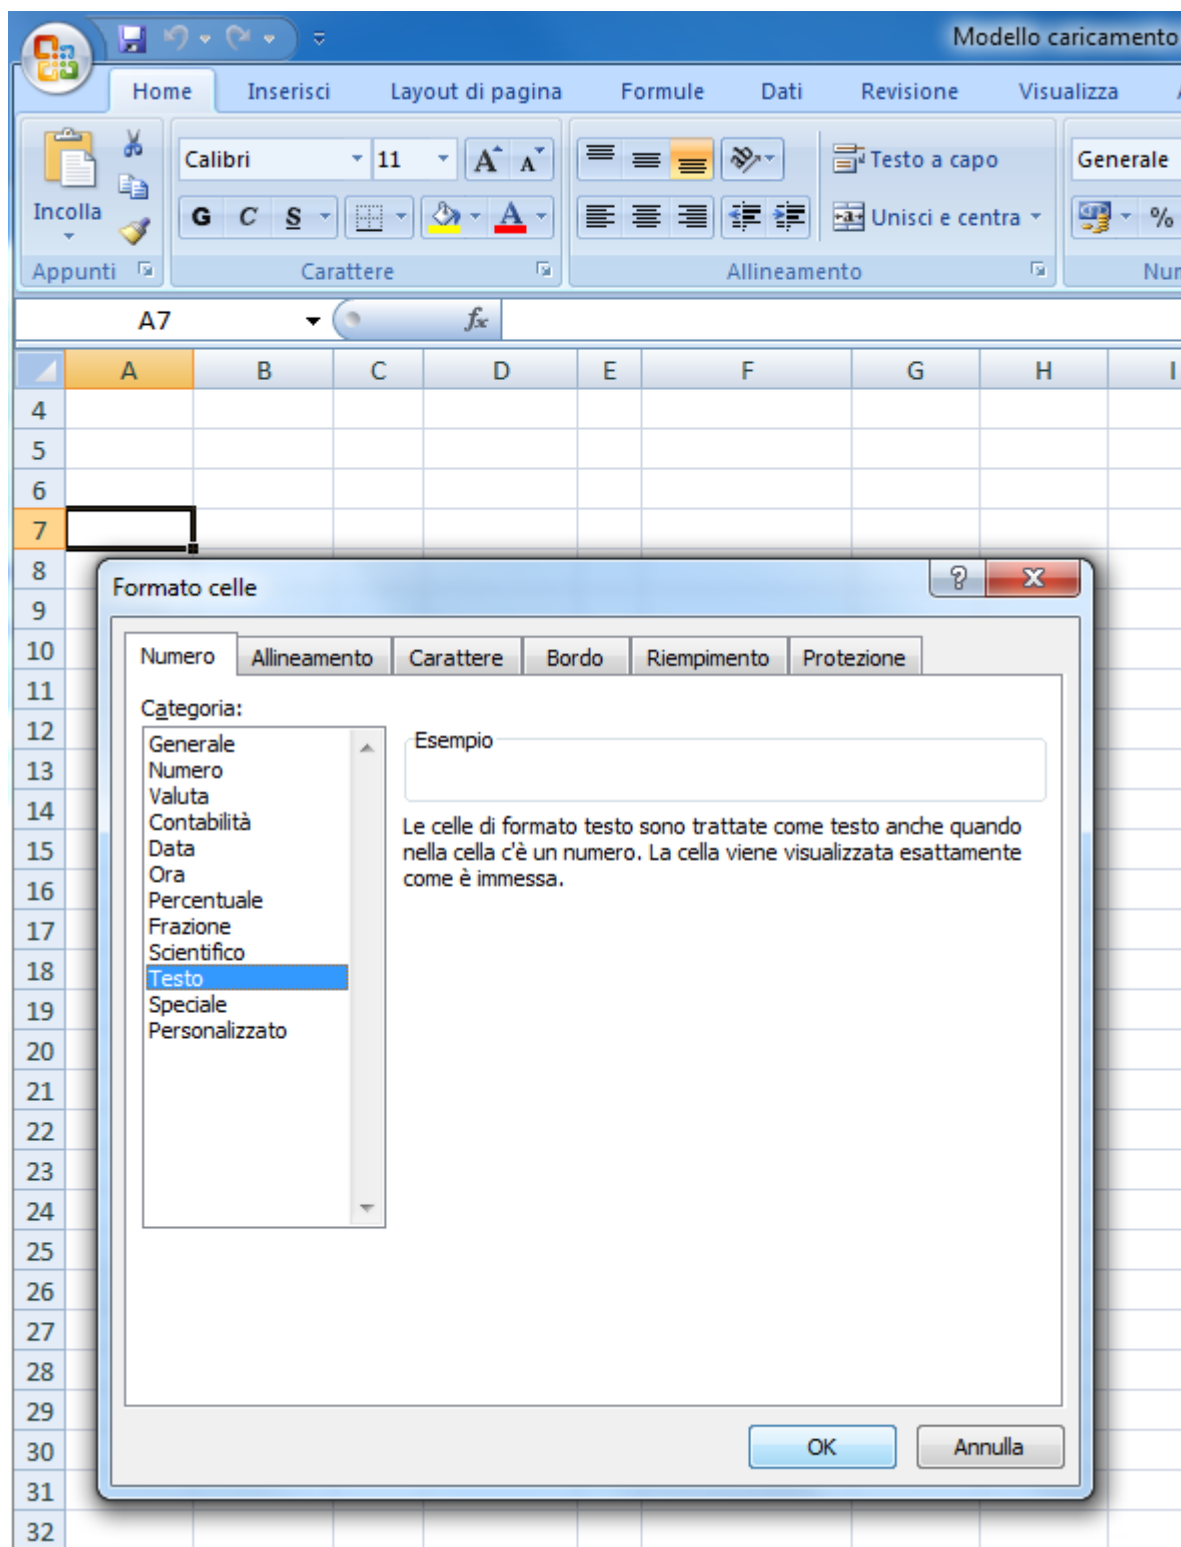 Modello caricamento
Home Inserisci Layout di pagina Formule Dati Revisione Visualizza
Calibri 11 A A Testo a capo Generale
Incolla G C S A a Unisci e centra %
Appunti Carattere Allineamento
A7 fx
A B C D E F G H I
4
5
6
7
8
Formato celle ?
9
10
Numero Allineamento Carattere Bordo Riempimento Protezione
11
Categoria:
12
Generale Esempio
13
Numero
Valuta
14
Contabilità Le celle di formato testo sono trattate come testo anche quando
15
Data nella cella c'è un numero. La cella viene visualizzata esattamente
Ora come è immessa.
16
Percentuale
17
Frazione
Scientifico
18
Testo
19
Speciale
Personalizzato
20
21
22
23
24
25
26
27
28
29
30 OK Annulla
31
32